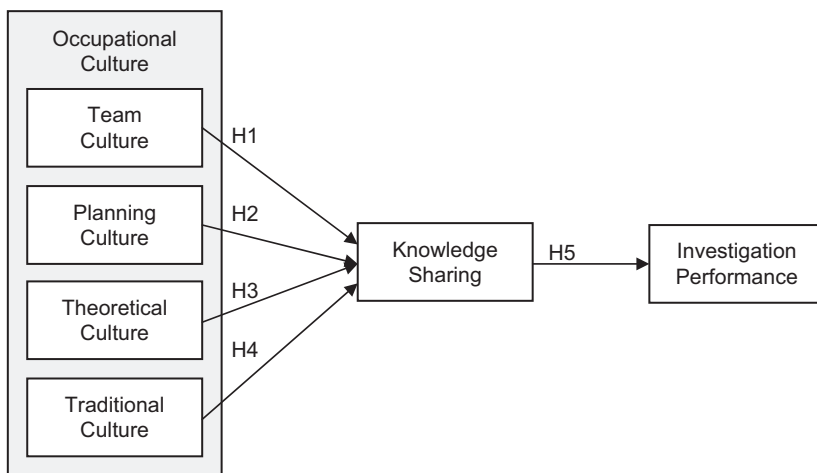 Occupational
Culture
Team
Culture
H1
Planning
Culture
H2
Theoretical
Culture
H3
Traditional
Culture
H4
Knowledge
Sharing
H5
Investigation
Performance